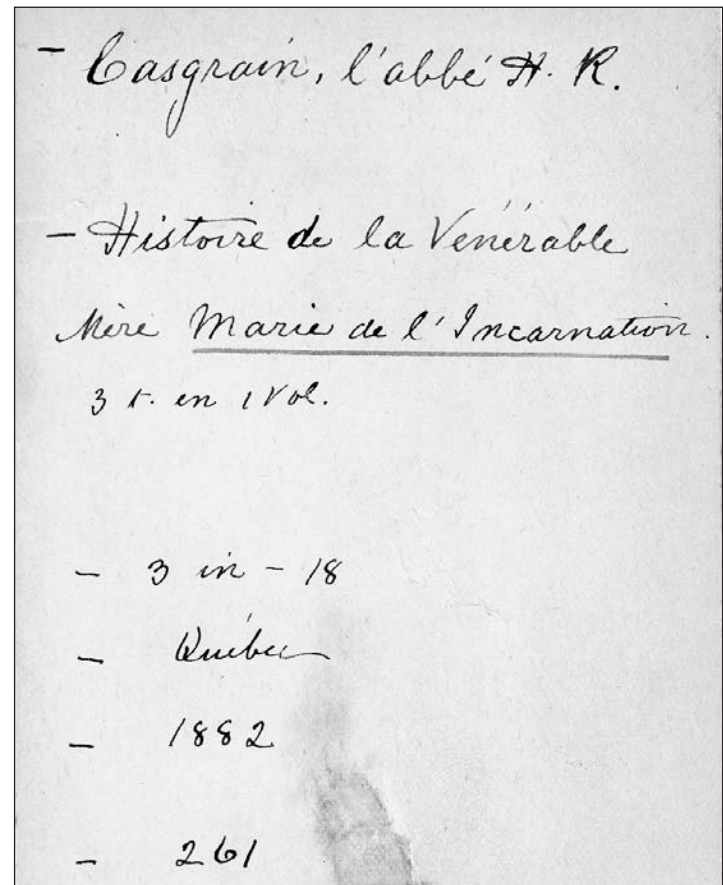 - Casgrain, l'abbé H. R.
- Histoire de la Vénérable
Mère Marie de l'Incarnation.
3 t. en 1 Vol.
- 3 in - 18
- Québec
- 1882
- 261